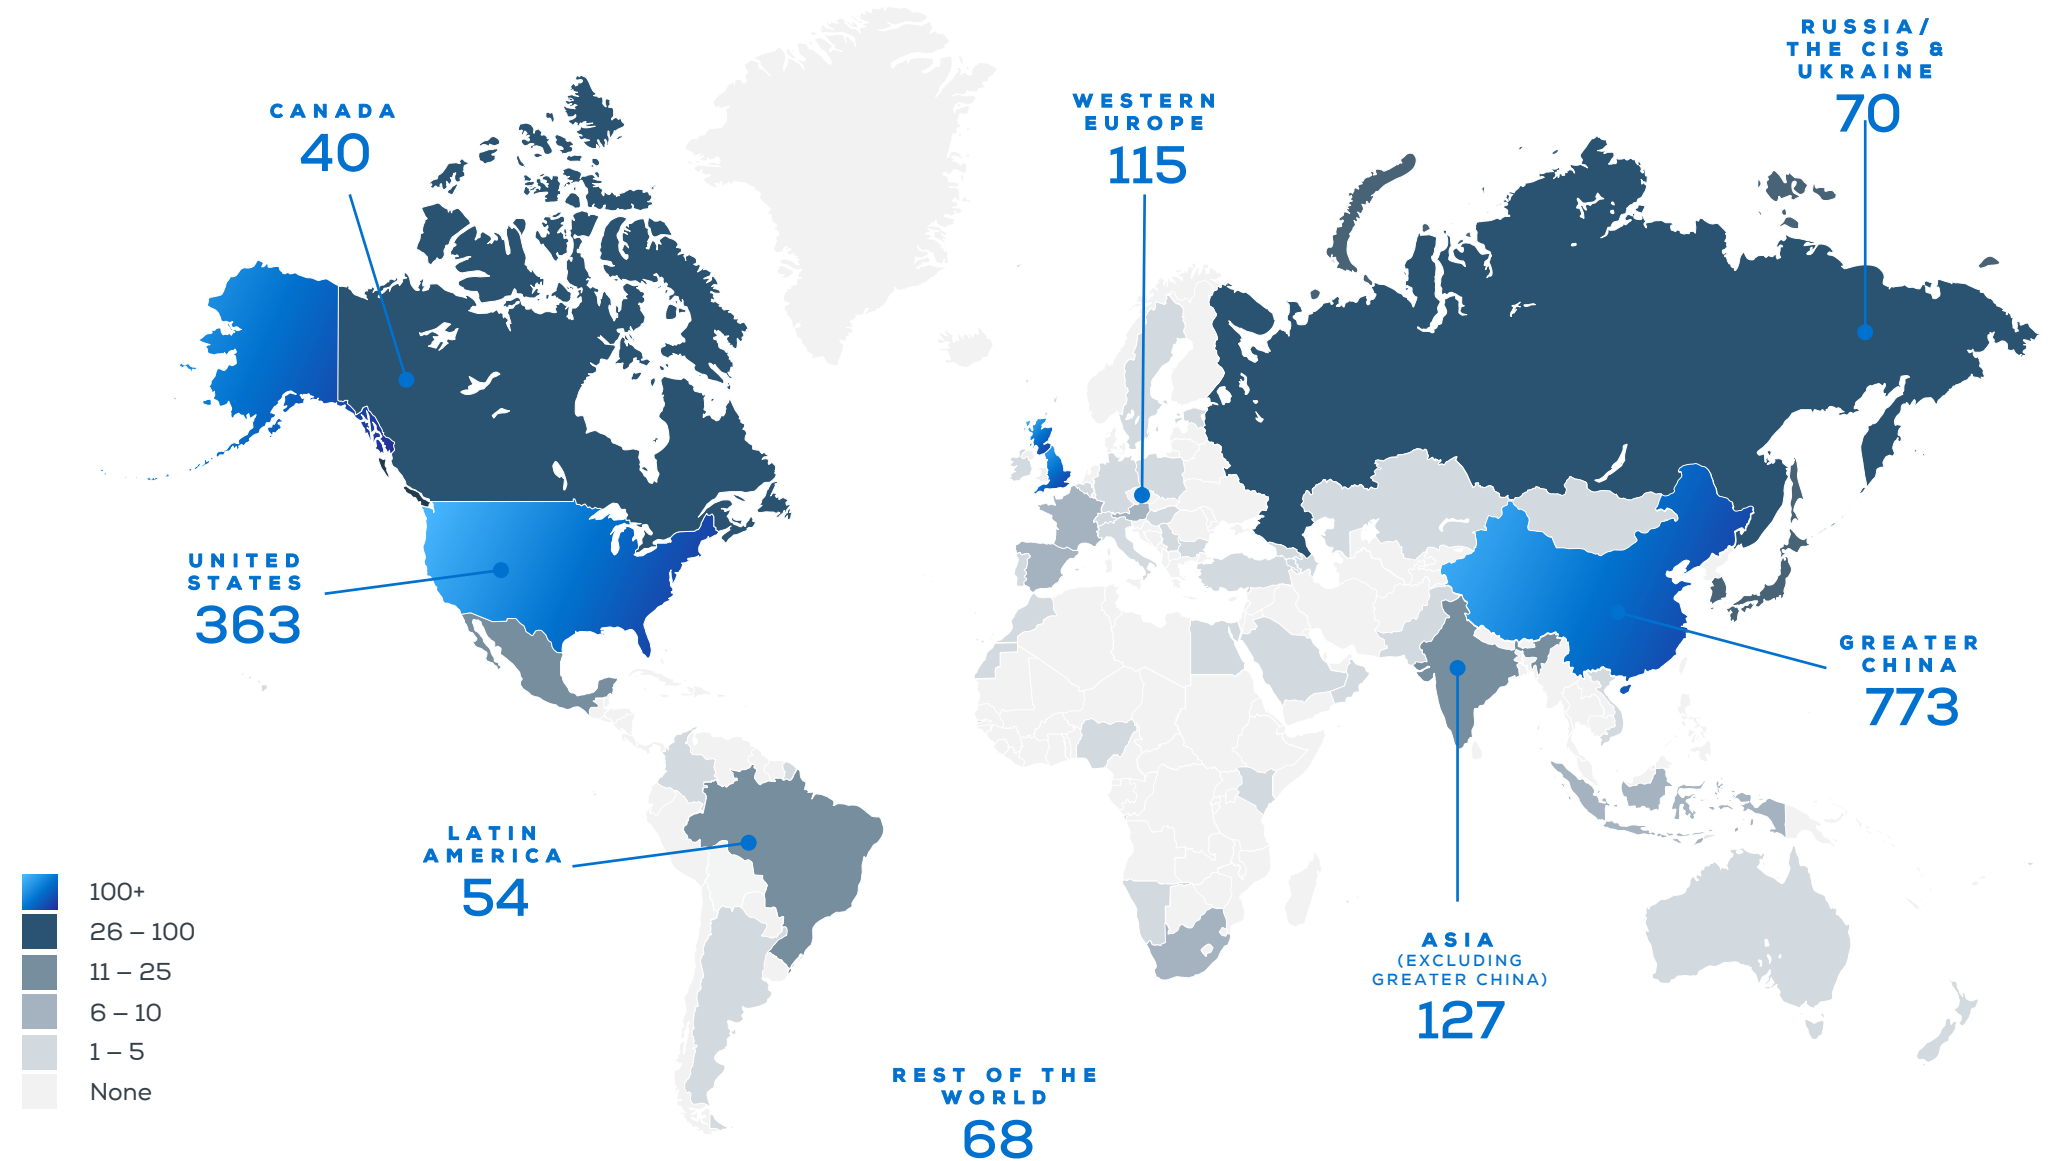 RUSSIA/
THE CIS &
UKRAINE
70
WESTERN
EUROPE
115
CANADA
40
UNITED
STATES
363
GREATER
CHINA
773
LATIN
AMERICA
54
ASIA
(EXCLUDING
GREATER CHINA)
127
REST OF THE
WORLD
68
100+
26 – 100
11 – 25
6 – 10
1 – 5
None